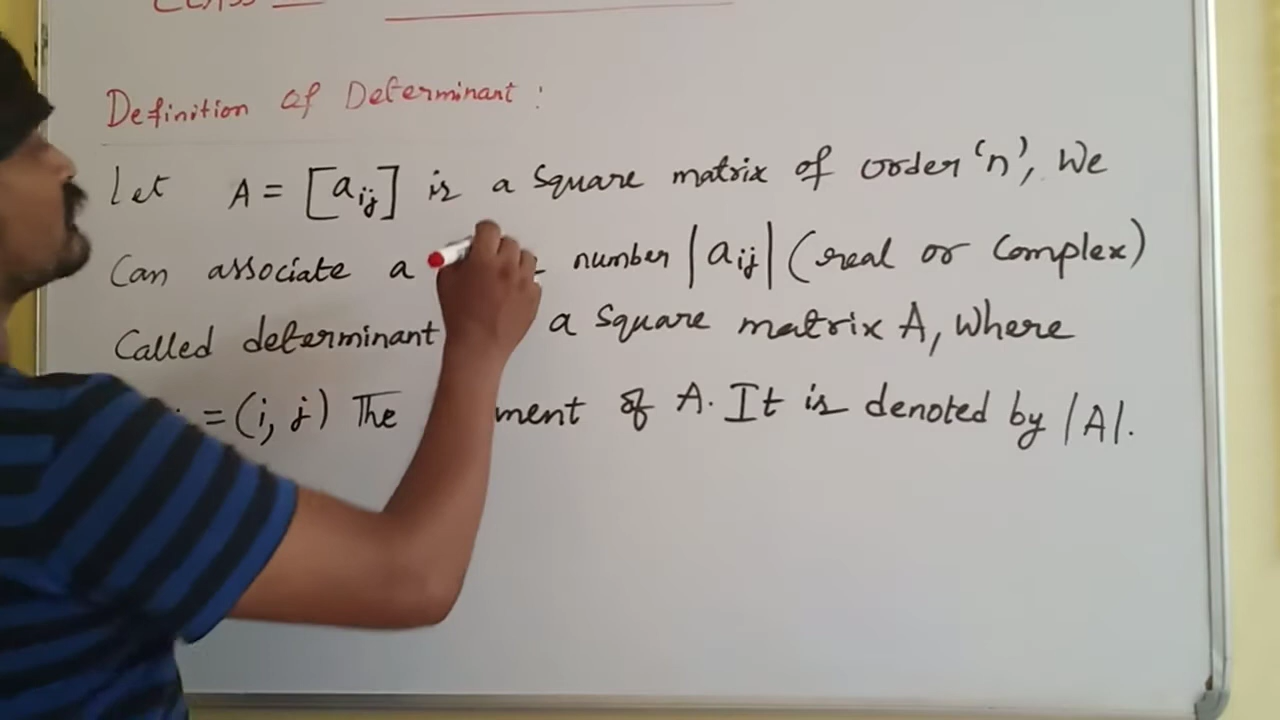 CLASS
Definition of Determinant :
Let A = [aij] is a square matrix of order 'n', We
Can associate a number |aij| (real or complex)
Called determinant a square matrix A, Where
= (i, j) The of A. It is denoted by |A|.